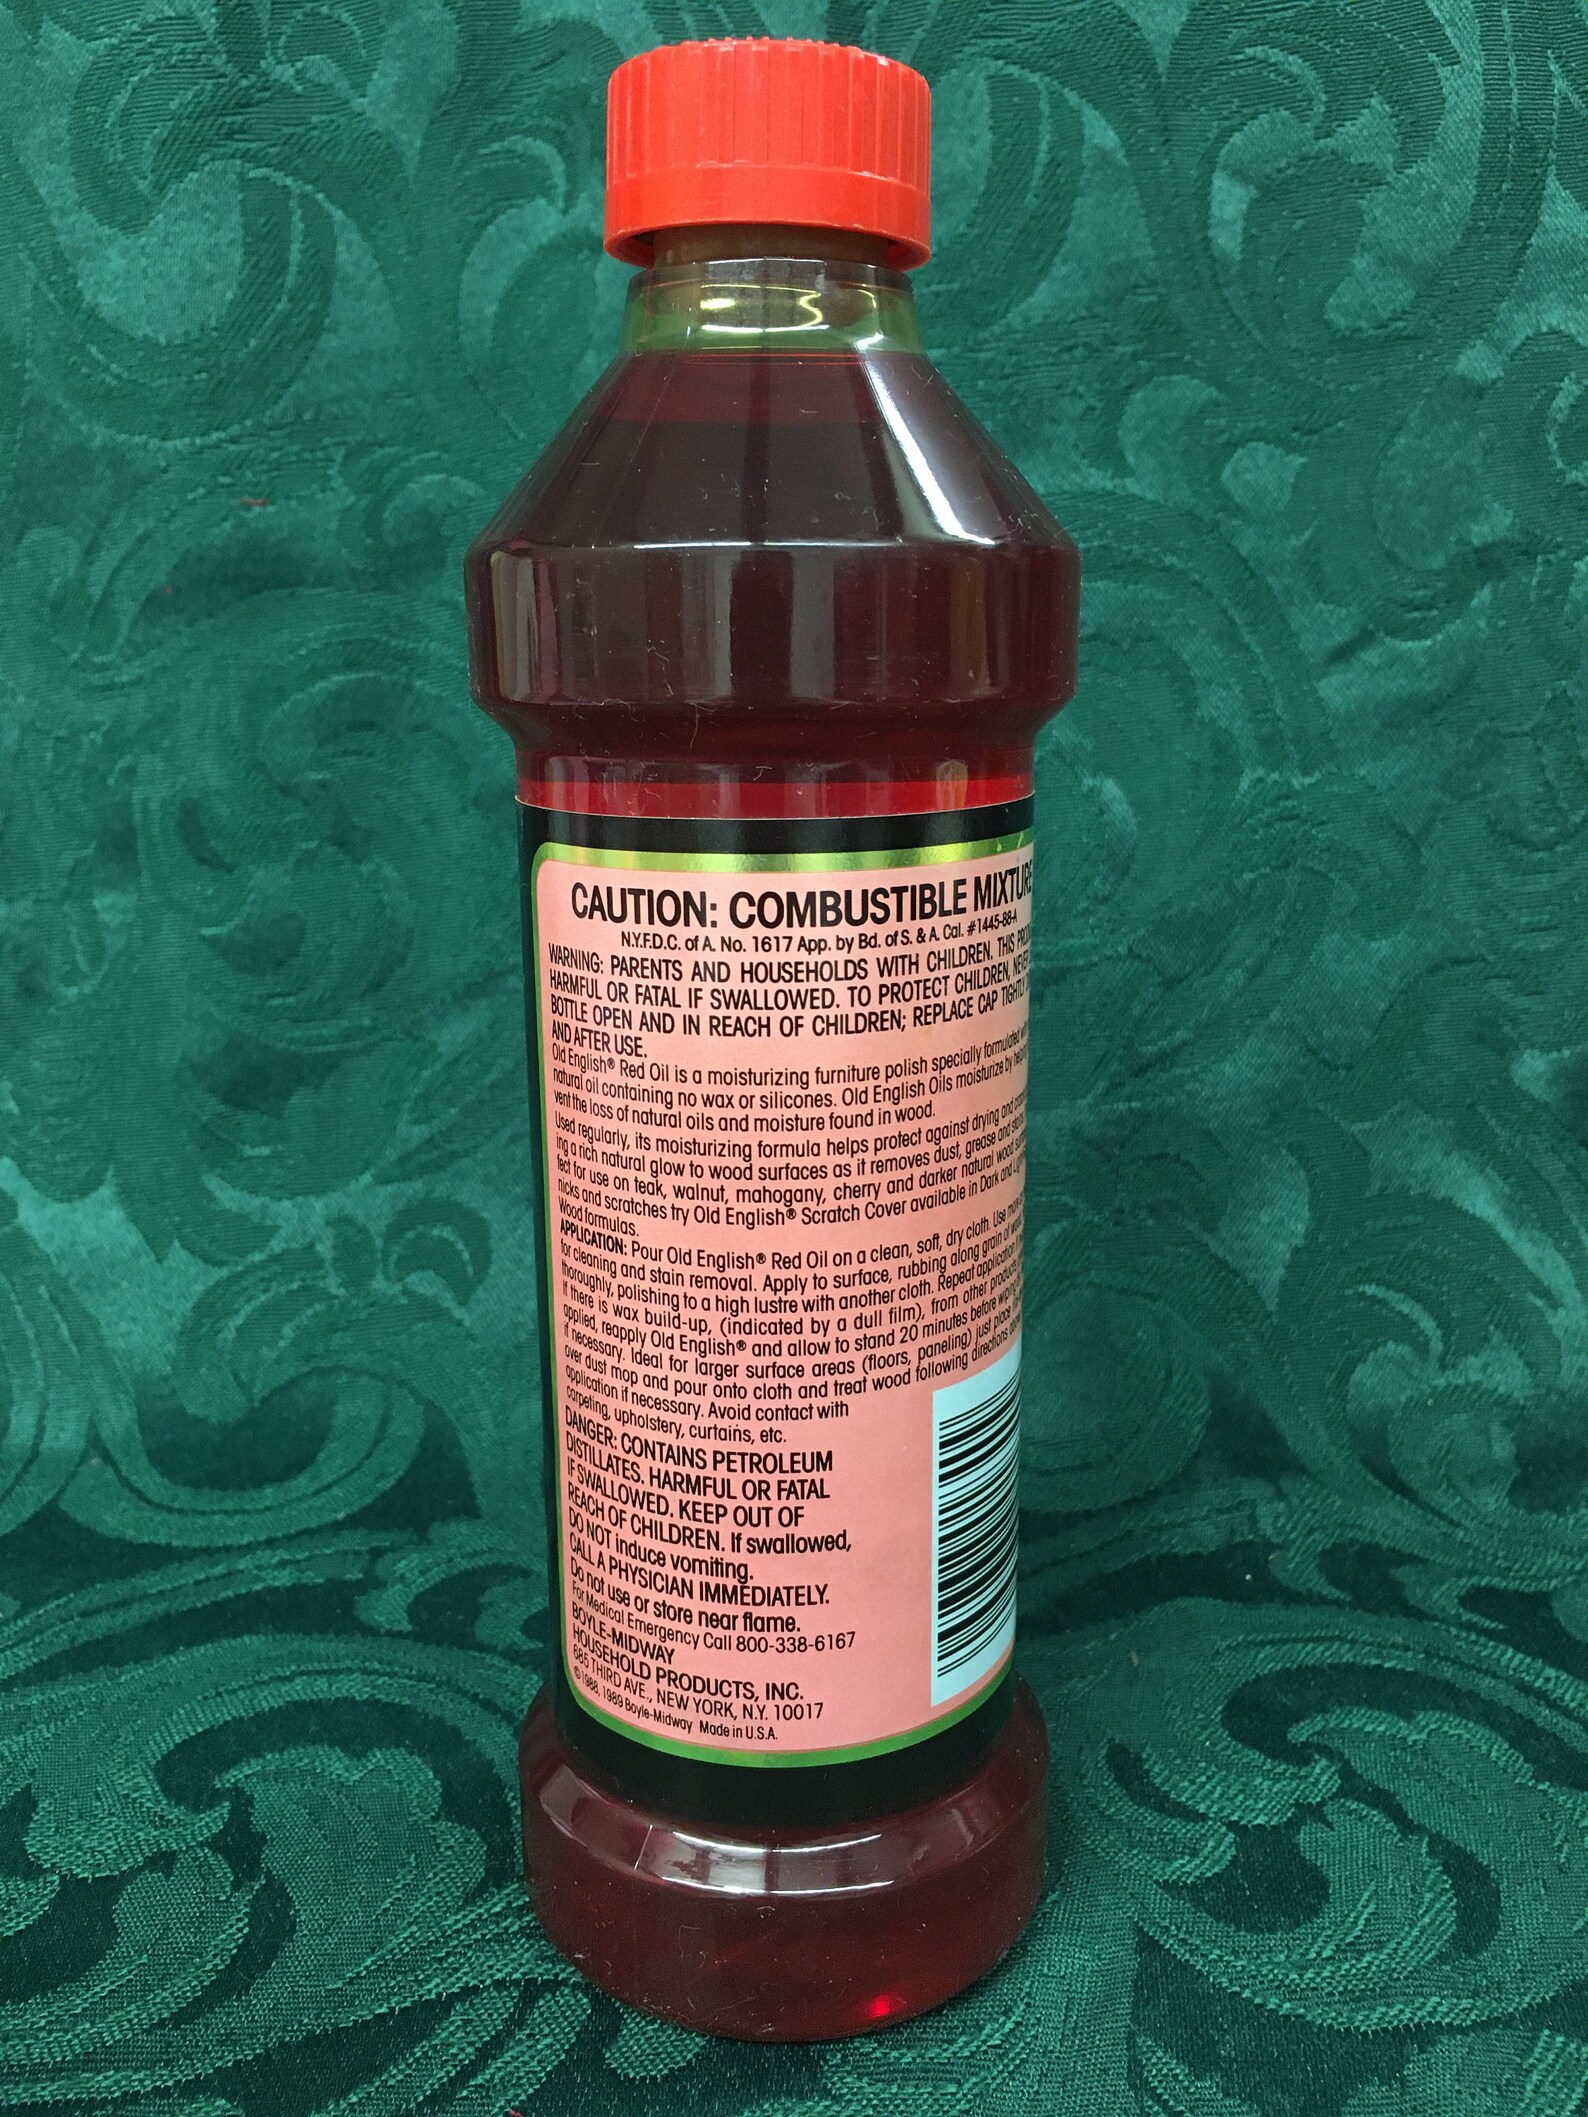 CAUTION: COMBUSTIBLE MIXTURE
N.Y.F.D.C. of A. No. 1617 App. by Bd. of S. & A. Cal. #1445-88-A
WARNING: PARENTS AND HOUSEHOLDS WITH CHILDREN. THIS
HARMFUL OR FATAL IF SWALLOWED. TO PROTECT CHILDREN, NEVER
BOTTLE OPEN AND IN REACH OF CHILDREN; REPLACE CAP TIGHTLY
AND AFTER USE.
Old English® Red Oil is a moisturizing furniture polish specially formulated
natural oil containing no wax or silicones. Old English Oils moisturize by
vent the loss of natural oils and moisture found in wood.
Used regularly, its moisturizing formula helps protect against drying and
ing a rich natural glow to wood surfaces as it removes dust, grease and
fect for use on teak, walnut, mahogany, cherry and darker natural wood
nicks and scratches try Old English® Scratch Cover available in Dark and
Wood formulas.
APPLICATION: Pour Old English® Red Oil on a clean, soft, dry cloth. Use
for cleaning and stain removal. Apply to surface, rubbing along grain of
thoroughly, polishing to a high lustre with another cloth. Repeat application
If there is wax build-up, (indicated by a dull film), from other products
applied, reapply Old English® and allow to stand 20 minutes before wiping
if necessary. Ideal for larger surface areas (floors, paneling) just place
over dust mop and pour onto cloth and treat wood following directions
application if necessary. Avoid contact with
carpeting, upholstery, curtains, etc.
DANGER: CONTAINS PETROLEUM
DISTILLATES. HARMFUL OR FATAL
IF SWALLOWED. KEEP OUT OF
REACH OF CHILDREN. If swallowed,
DO NOT induce vomiting.
CALL A PHYSICIAN IMMEDIATELY.
Do not use or store near flame.
For Medical Emergency Call 800-338-6167
BOYLE-MIDWAY
HOUSEHOLD PRODUCTS, INC.
685 THIRD AVE., NEW YORK, N.Y. 10017
©1988, 1989 Boyle-Midway Made in U.S.A.